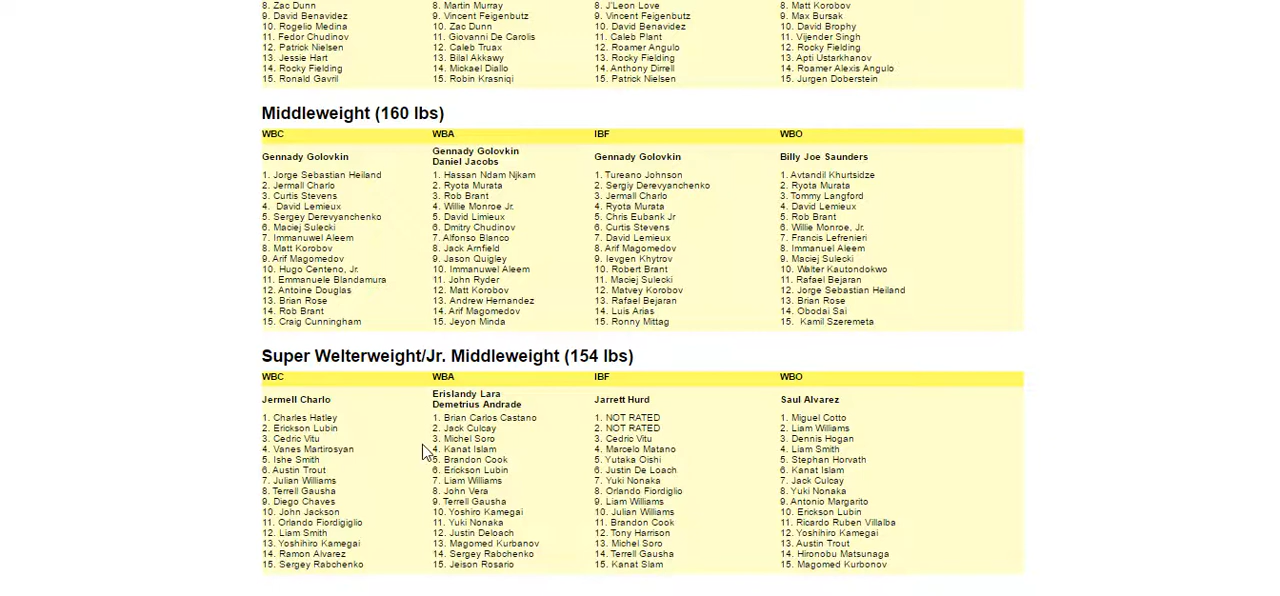 8. Zac Dunn 8. Martin Murray 8. J'Leon Love 8. Matt Korobov
9. David Benavidez 9. Vincent Feigenbutz 9. Vincent Feigenbutz 9. Max Bursak
10. Rogelio Medina 10. Zac Dunn 10. David Benavidez 10. David Brophy
11. Fedor Chudinov 11. Giovanni De Carolis 11. Caleb Plant 11. Vijender Singh
12. Patrick Nielsen 12. Caleb Truax 12. Roamer Angulo 12. Rocky Fielding
13. Jessie Hart 13. Bilal Akkawy 13. Rocky Fielding 13. Apti Ustarkhanov
14. Rocky Fielding 14. Mickael Diallo 14. Anthony Dirrell 14. Roamer Alexis Angulo
15. Ronald Gavril 15. Robin Krasniqi 15. Patrick Nielsen 15. Jurgen Doberstein
Middleweight (160 lbs)
WBC WBA IBF WBO
Gennady Golovkin Gennady Golovkin Daniel Jacobs Gennady Golovkin Billy Joe Saunders
1. Jorge Sebastian Heiland 1. Hassan Ndam Njkam 1. Tureano Johnson 1. Avtandil Khurtsidze
2. Jermall Charlo 2. Ryota Murata 2. Sergiy Derevyanchenko 2. Ryota Murata
3. Curtis Stevens 3. Rob Brant 3. Jermall Charlo 3. Tommy Langford
4. David Lemieux 4. Willie Monroe Jr. 4. Ryota Murata 4. David Lemieux
5. Sergey Derevyanchenko 5. David Limieux 5. Chris Eubank Jr 5. Rob Brant
6. Maciej Sulecki 6. Dmitry Chudinov 6. Curtis Stevens 6. Willie Monroe, Jr.
7. Immanuwel Aleem 7. Alfonso Blanco 7. David Lemieux 7. Francis Lefrenieri
8. Matt Korobov 8. Jack Arnfield 8. Arif Magomedov 8. Immanuel Aleem
9. Arif Magomedov 9. Jason Quigley 9. Ievgen Khytrov 9. Maciej Sulecki
10. Hugo Centeno, Jr. 10. Immanuwel Aleem 10. Robert Brant 10. Walter Kautondokwo
11. Emmanuele Blandamura 11. John Ryder 11. Maciej Sulecki 11. Rafael Bejaran
12. Antoine Douglas 12. Matt Korobov 12. Matvey Korobov 12. Jorge Sebastian Heiland
13. Brian Rose 13. Andrew Hernandez 13. Rafael Bejaran 13. Brian Rose
14. Rob Brant 14. Arif Magomedov 14. Luis Arias 14. Obodai Sai
15. Craig Cunningham 15. Jeyon Minda 15. Ronny Mittag 15. Kamil Szeremeta
Super Welterweight/Jr. Middleweight (154 lbs)
WBC WBA IBF WBO
Jermell Charlo Erislandy Lara Demetrius Andrade Jarrett Hurd Saul Alvarez
1. Charles Hatley 1. Brian Carlos Castano 1. NOT RATED 1. Miguel Cotto
2. Erickson Lubin 2. Jack Culcay 2. NOT RATED 2. Liam Williams
3. Cedric Vitu 3. Michel Soro 3. Cedric Vitu 3. Dennis Hogan
4. Vanes Martirosyan 4. Kanat Islam 4. Marcelo Matano 4. Liam Smith
5. Ishe Smith 5. Brandon Cook 5. Yutaka Oishi 5. Stephan Horvath
6. Austin Trout 6. Erickson Lubin 6. Justin De Loach 6. Kanat Islam
7. Julian Williams 7. Liam Williams 7. Yuki Nonaka 7. Jack Culcay
8. Terrell Gausha 8. John Vera 8. Orlando Fiordiglio 8. Yuki Nonaka
9. Diego Chaves 9. Terrell Gausha 9. Liam Williams 9. Antonio Margarito
10. John Jackson 10. Yoshiro Kamegai 10. Julian Williams 10. Erickson Lubin
11. Orlando Fiordigiglio 11. Yuki Nonaka 11. Brandon Cook 11. Ricardo Ruben Villalba
12. Liam Smith 12. Justin Deloach 12. Tony Harrison 12. Yoshihiro Kamegai
13. Yoshihiro Kamegai 13. Magomed Kurbanov 13. Michel Soro 13. Austin Trout
14. Ramon Alvarez 14. Sergey Rabchenko 14. Terrell Gausha 14. Hironobu Matsunaga
15. Sergey Rabchenko 15. Jeison Rosario 15. Kanat Slam 15. Magomed Kurbonov